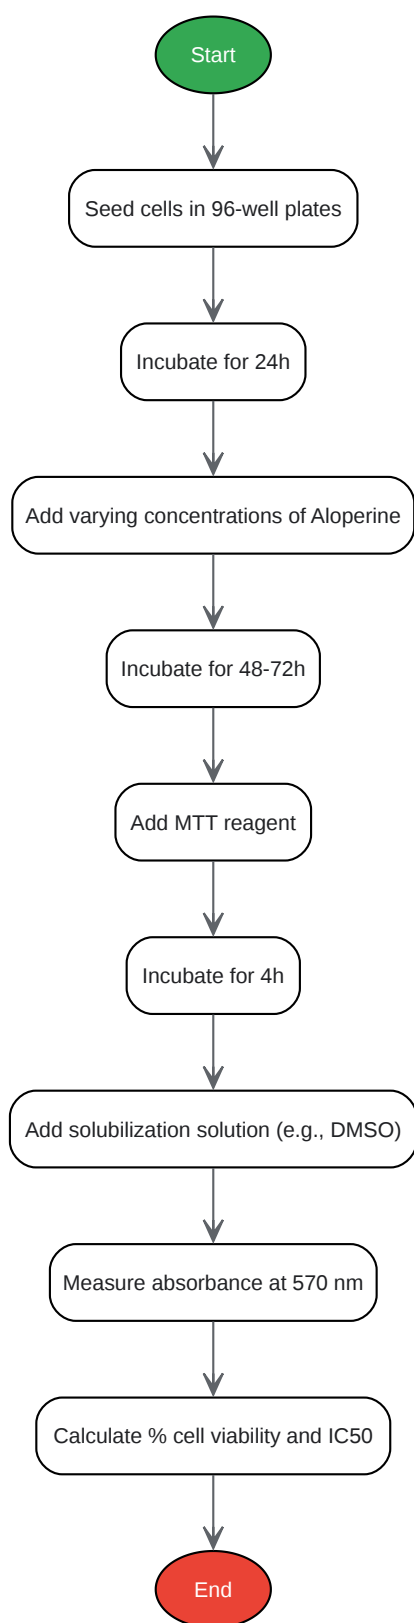 Start
Seed cells in 96-well plates
Incubate for 24h
Add varying concentrations of Aloperine
Incubate for 48-72h
Add MTT reagent
Incubate for 4h
Add solubilization solution (e.g., DMSO)
Measure absorbance at 570 nm
Calculate % cell viability and IC50
End